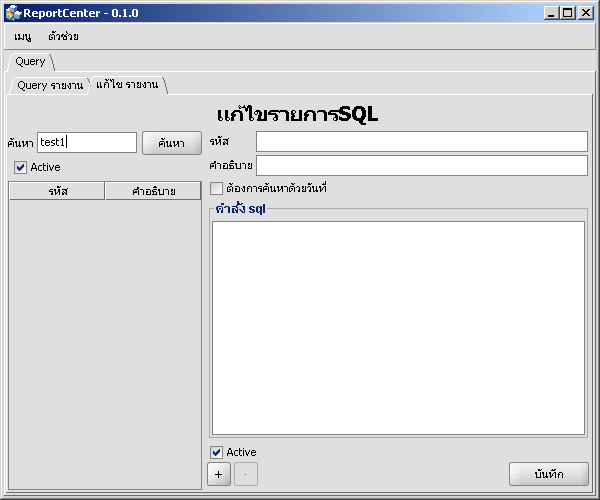 ReportCenter - 0.1.0
เมนู ตัวช่วย
Query
Query รายงาน แก้ไข รายงาน
แก้ไขรายการSQL
ค้นหา test1 ค้นหา
Active
รหัส คำอธิบาย
รหัส
คำอธิบาย
ต้องการค้นหาด้วยวันที่
คำสั่ง sql
Active
+ -
บันทึก